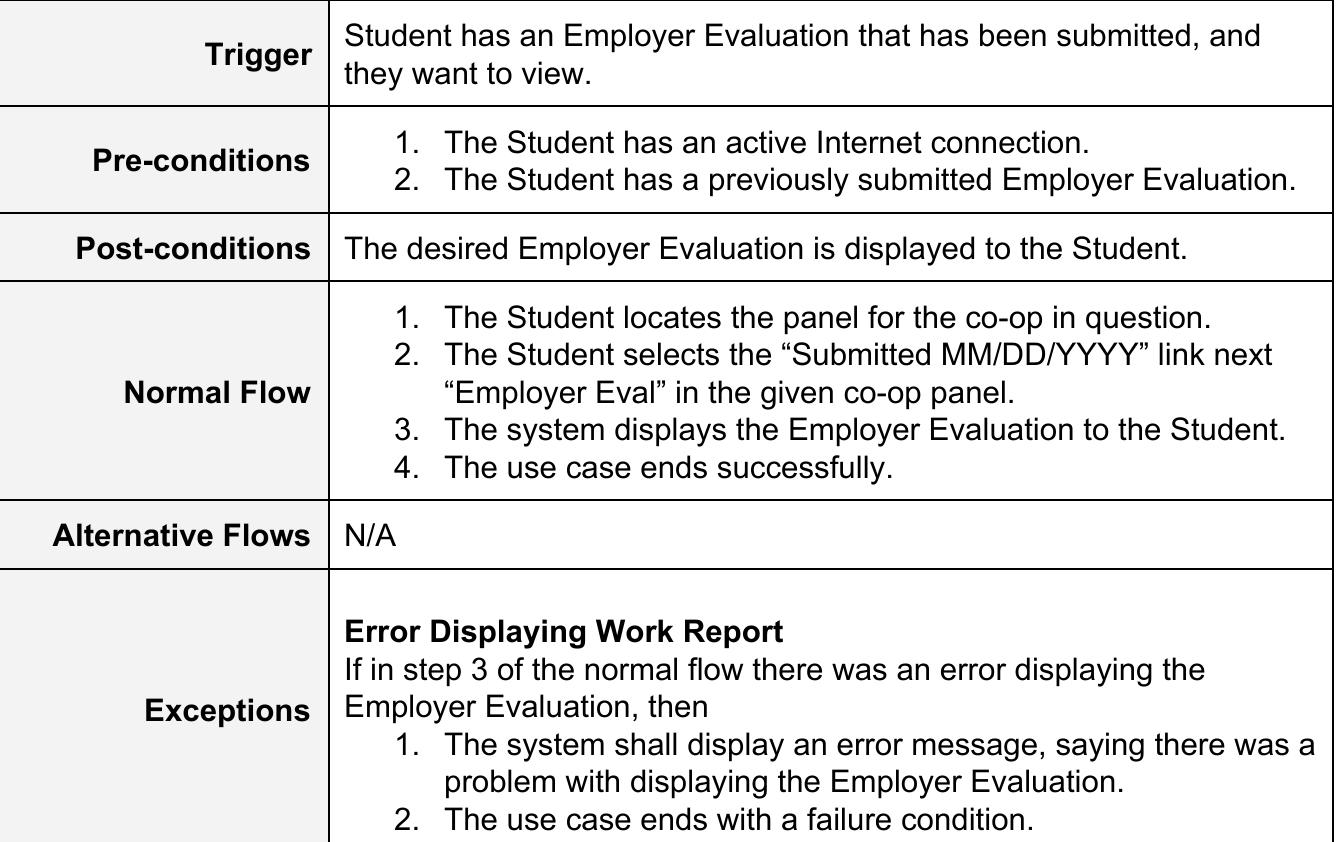 Trigger
Student has an Employer Evaluation that has been submitted, and
they want to view.
Pre-conditions
1. The Student has an active Internet connection.
2. The Student has a previously submitted Employer Evaluation.
Post-conditions
The desired Employer Evaluation is displayed to the Student.
Normal Flow
1. The Student locates the panel for the co-op in question.
2. The Student selects the “Submitted MM/DD/YYYY” link next
“Employer Eval” in the given co-op panel.
3. The system displays the Employer Evaluation to the Student.
4. The use case ends successfully.
Alternative Flows
N/A
Exceptions
Error Displaying Work Report
If in step 3 of the normal flow there was an error displaying the
Employer Evaluation, then
1. The system shall display an error message, saying there was a
problem with displaying the Employer Evaluation.
2. The use case ends with a failure condition.